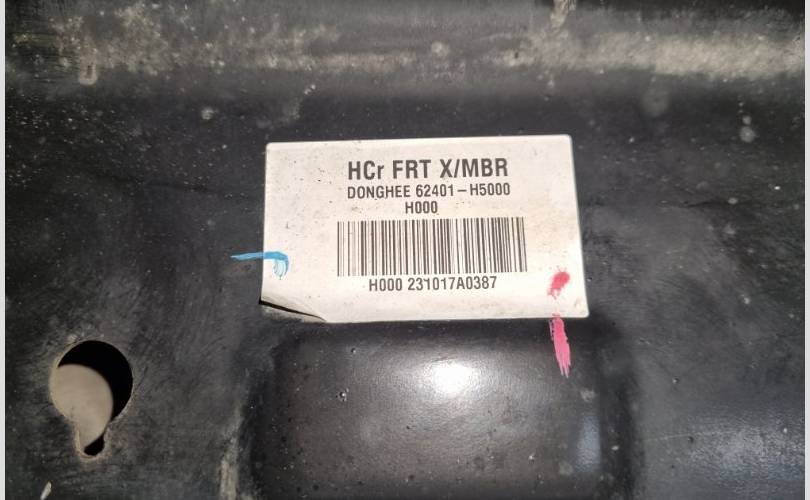 HCr FRT X/MBR
DONGHEE 62401-H5000
H000
H000 231017A0387